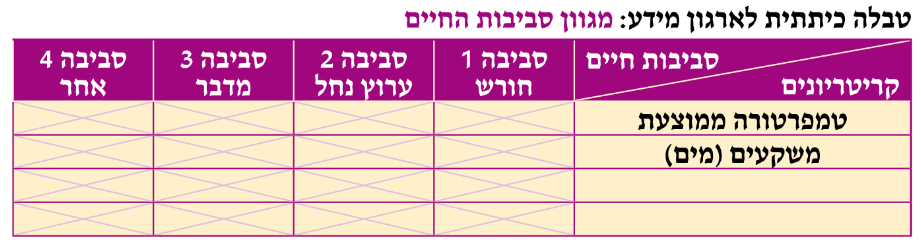 טבלה כיתתית לארגון מידע: מגוון סביבות החיים
סביבות חיים
קריטריונים
סביבה 1
חורש
סביבה 2
ערוץ נחל
סביבה 3
מדבר
סביבה 4
אחר
טמפרטורה ממוצעת
משקעים (מים)